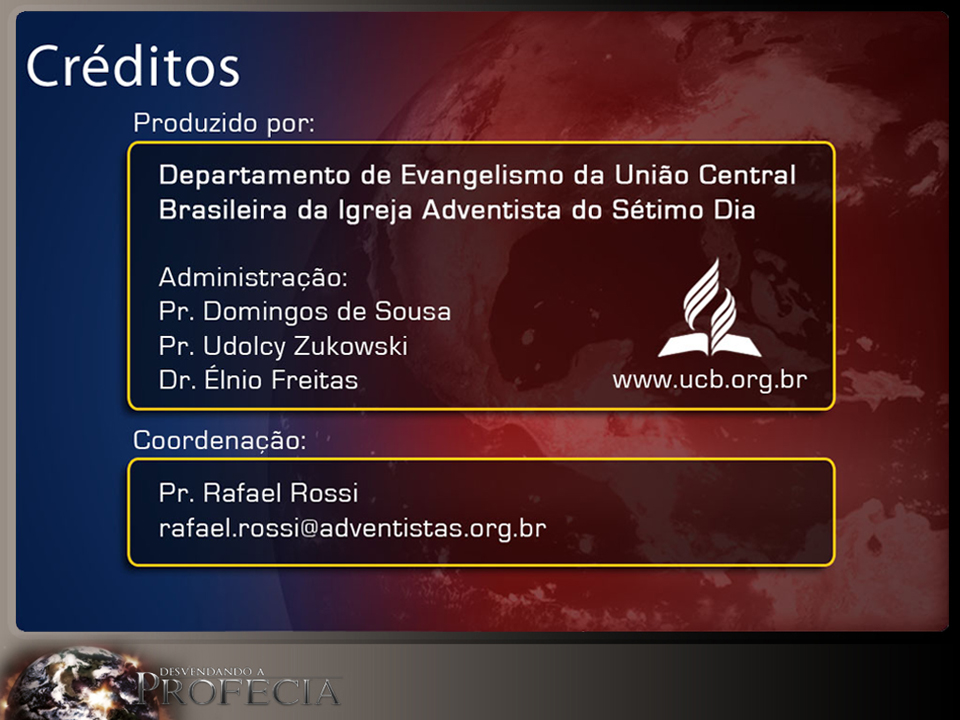 Créditos
Produzido por:
Departamento de Evangelismo da União Central
Brasileira da Igreja Adventista do Sétimo Dia
Administração:
Pr. Domingos de Sousa
Pr. Udolcy Zukowski
Dr. Élnio Freitas
www.ucb.org.br
Coordenação:
Pr. Rafael Rossi
rafael.rossi@adventistas.org.br
DESVENDANDO A
PROFECIA